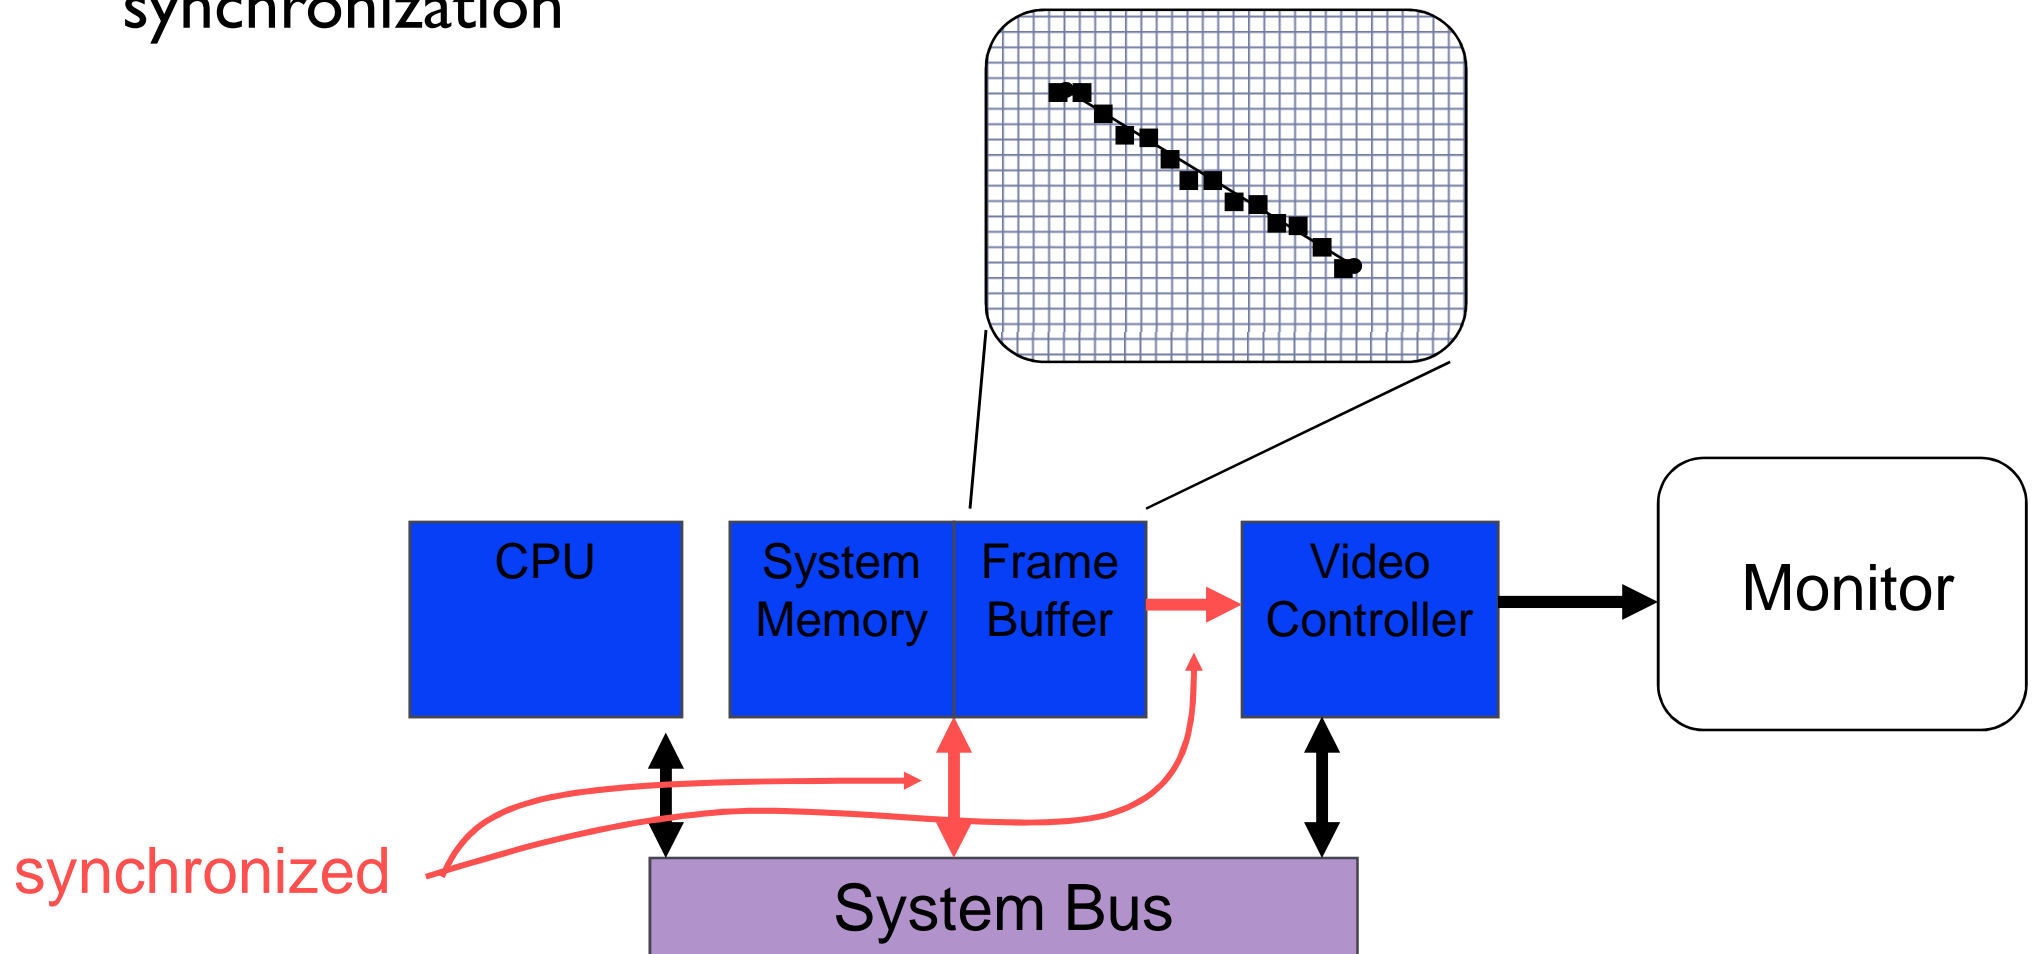 synchronization
CPU
System
Memory
Frame
Buffer
Video
Controller
Monitor
synchronized
System Bus